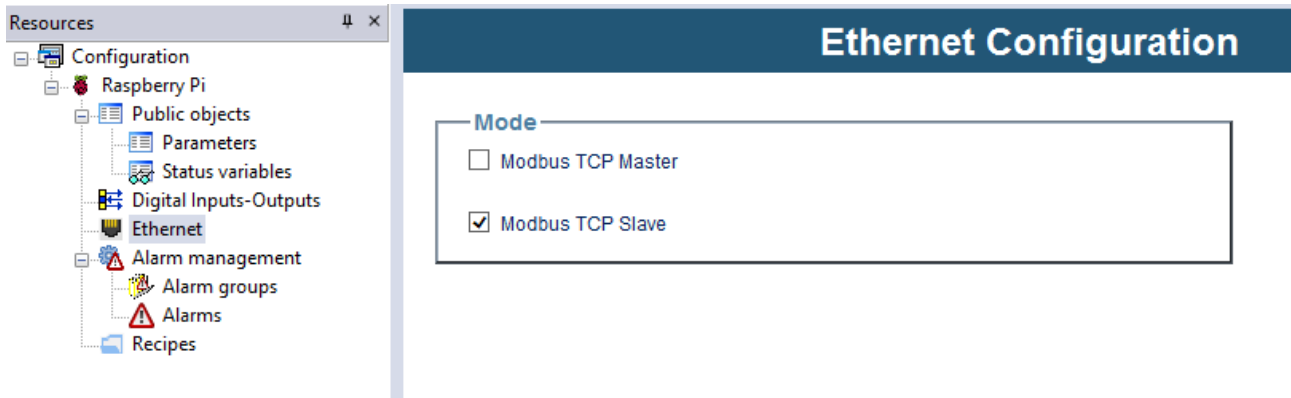 Resources
Configuration
Raspberry Pi
Public objects
Parameters
Status variables
Digital Inputs-Outputs
Ethernet
Alarm management
Alarm groups
Alarms
Recipes
Ethernet Configuration
Mode
Modbus TCP Master
Modbus TCP Slave